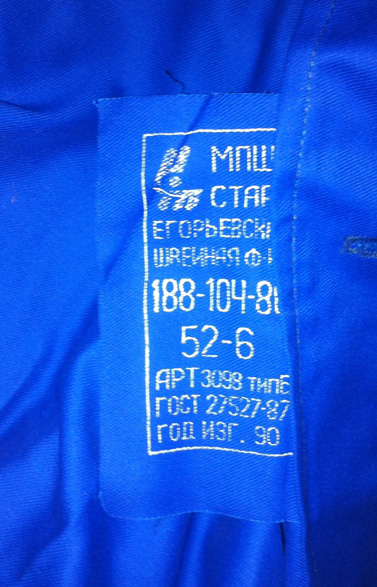 МПШ
СТАР
ЕГОРЬЕВСК
ШВЕЙНАЯ Ф-
188-104-8
52-6
АРТ 3098 ТИП Б
ГОСТ 27527-87
ГОД ИЗГ. 90